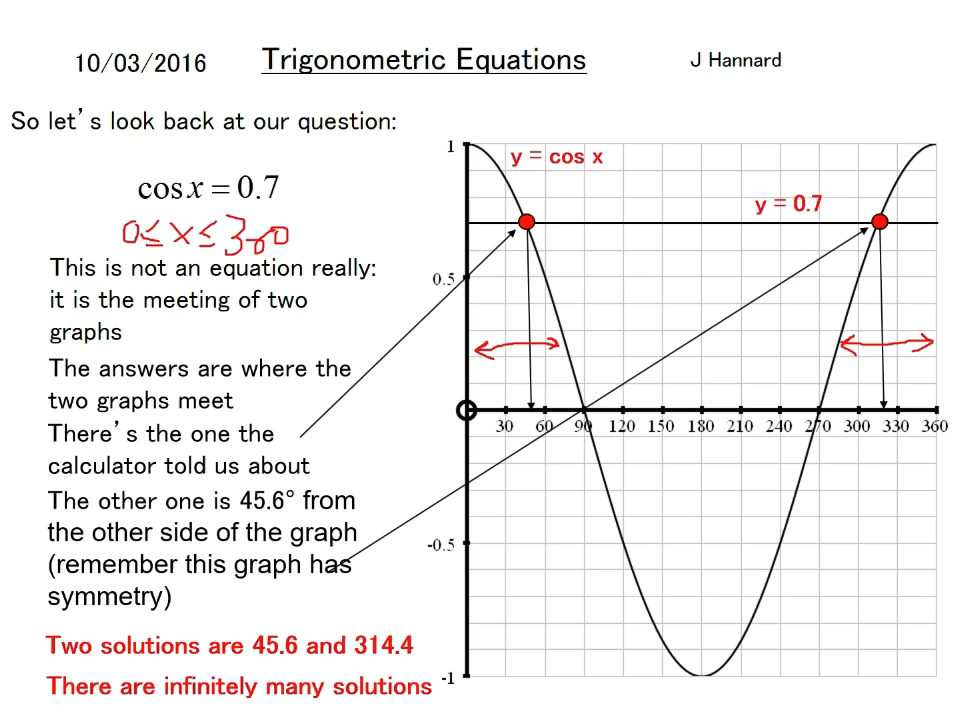 10/03/2016
Trigonometric Equations
J Hannard
So let's look back at our question:
cos x = 0.7
0 ≤ x ≤ 360
This is not an equation really:
it is the meeting of two
graphs
The answers are where the
two graphs meet
There's the one the
calculator told us about
The other one is 45.6° from
the other side of the graph
(remember this graph has
symmetry)
Two solutions are 45.6 and 314.4
There are infinitely many solutions
y = cos x
y = 0.7
1
0.5
30 60 90 120 150 180 210 240 270 300 330 360
-0.5
-1